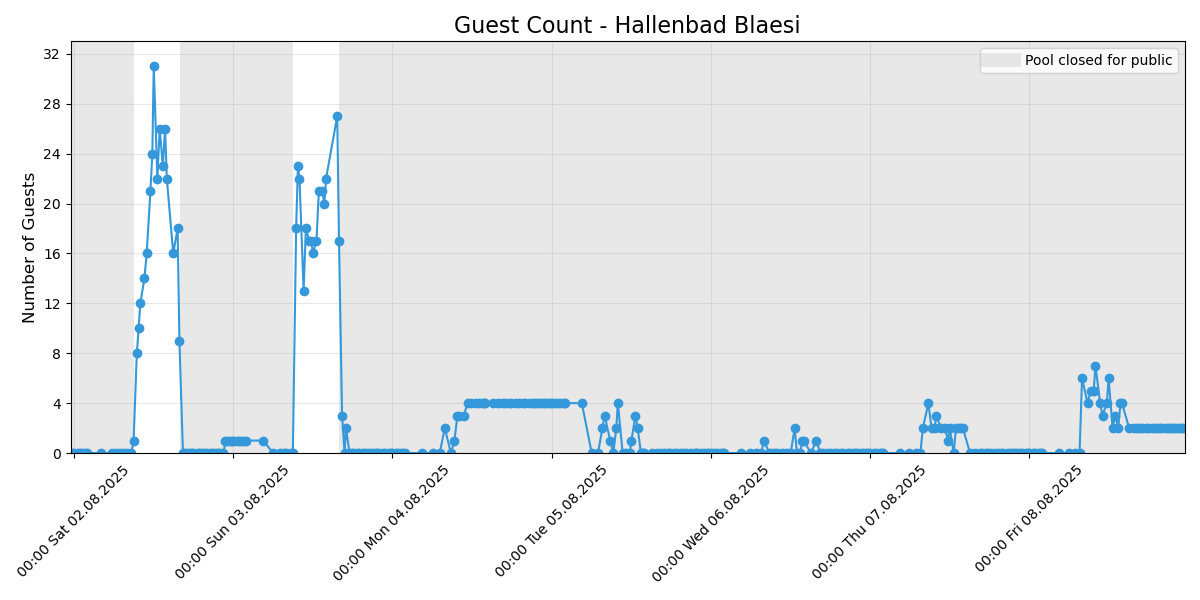 Guest Count - Hallenbad Blaesi
Pool closed for public
Number of Guests
32
28
24
20
16
12
8
4
0
00:00 Sat 02.08.2025
00:00 Sun 03.08.2025
00:00 Mon 04.08.2025
00:00 Tue 05.08.2025
00:00 Wed 06.08.2025
00:00 Thu 07.08.2025
00:00 Fri 08.08.2025